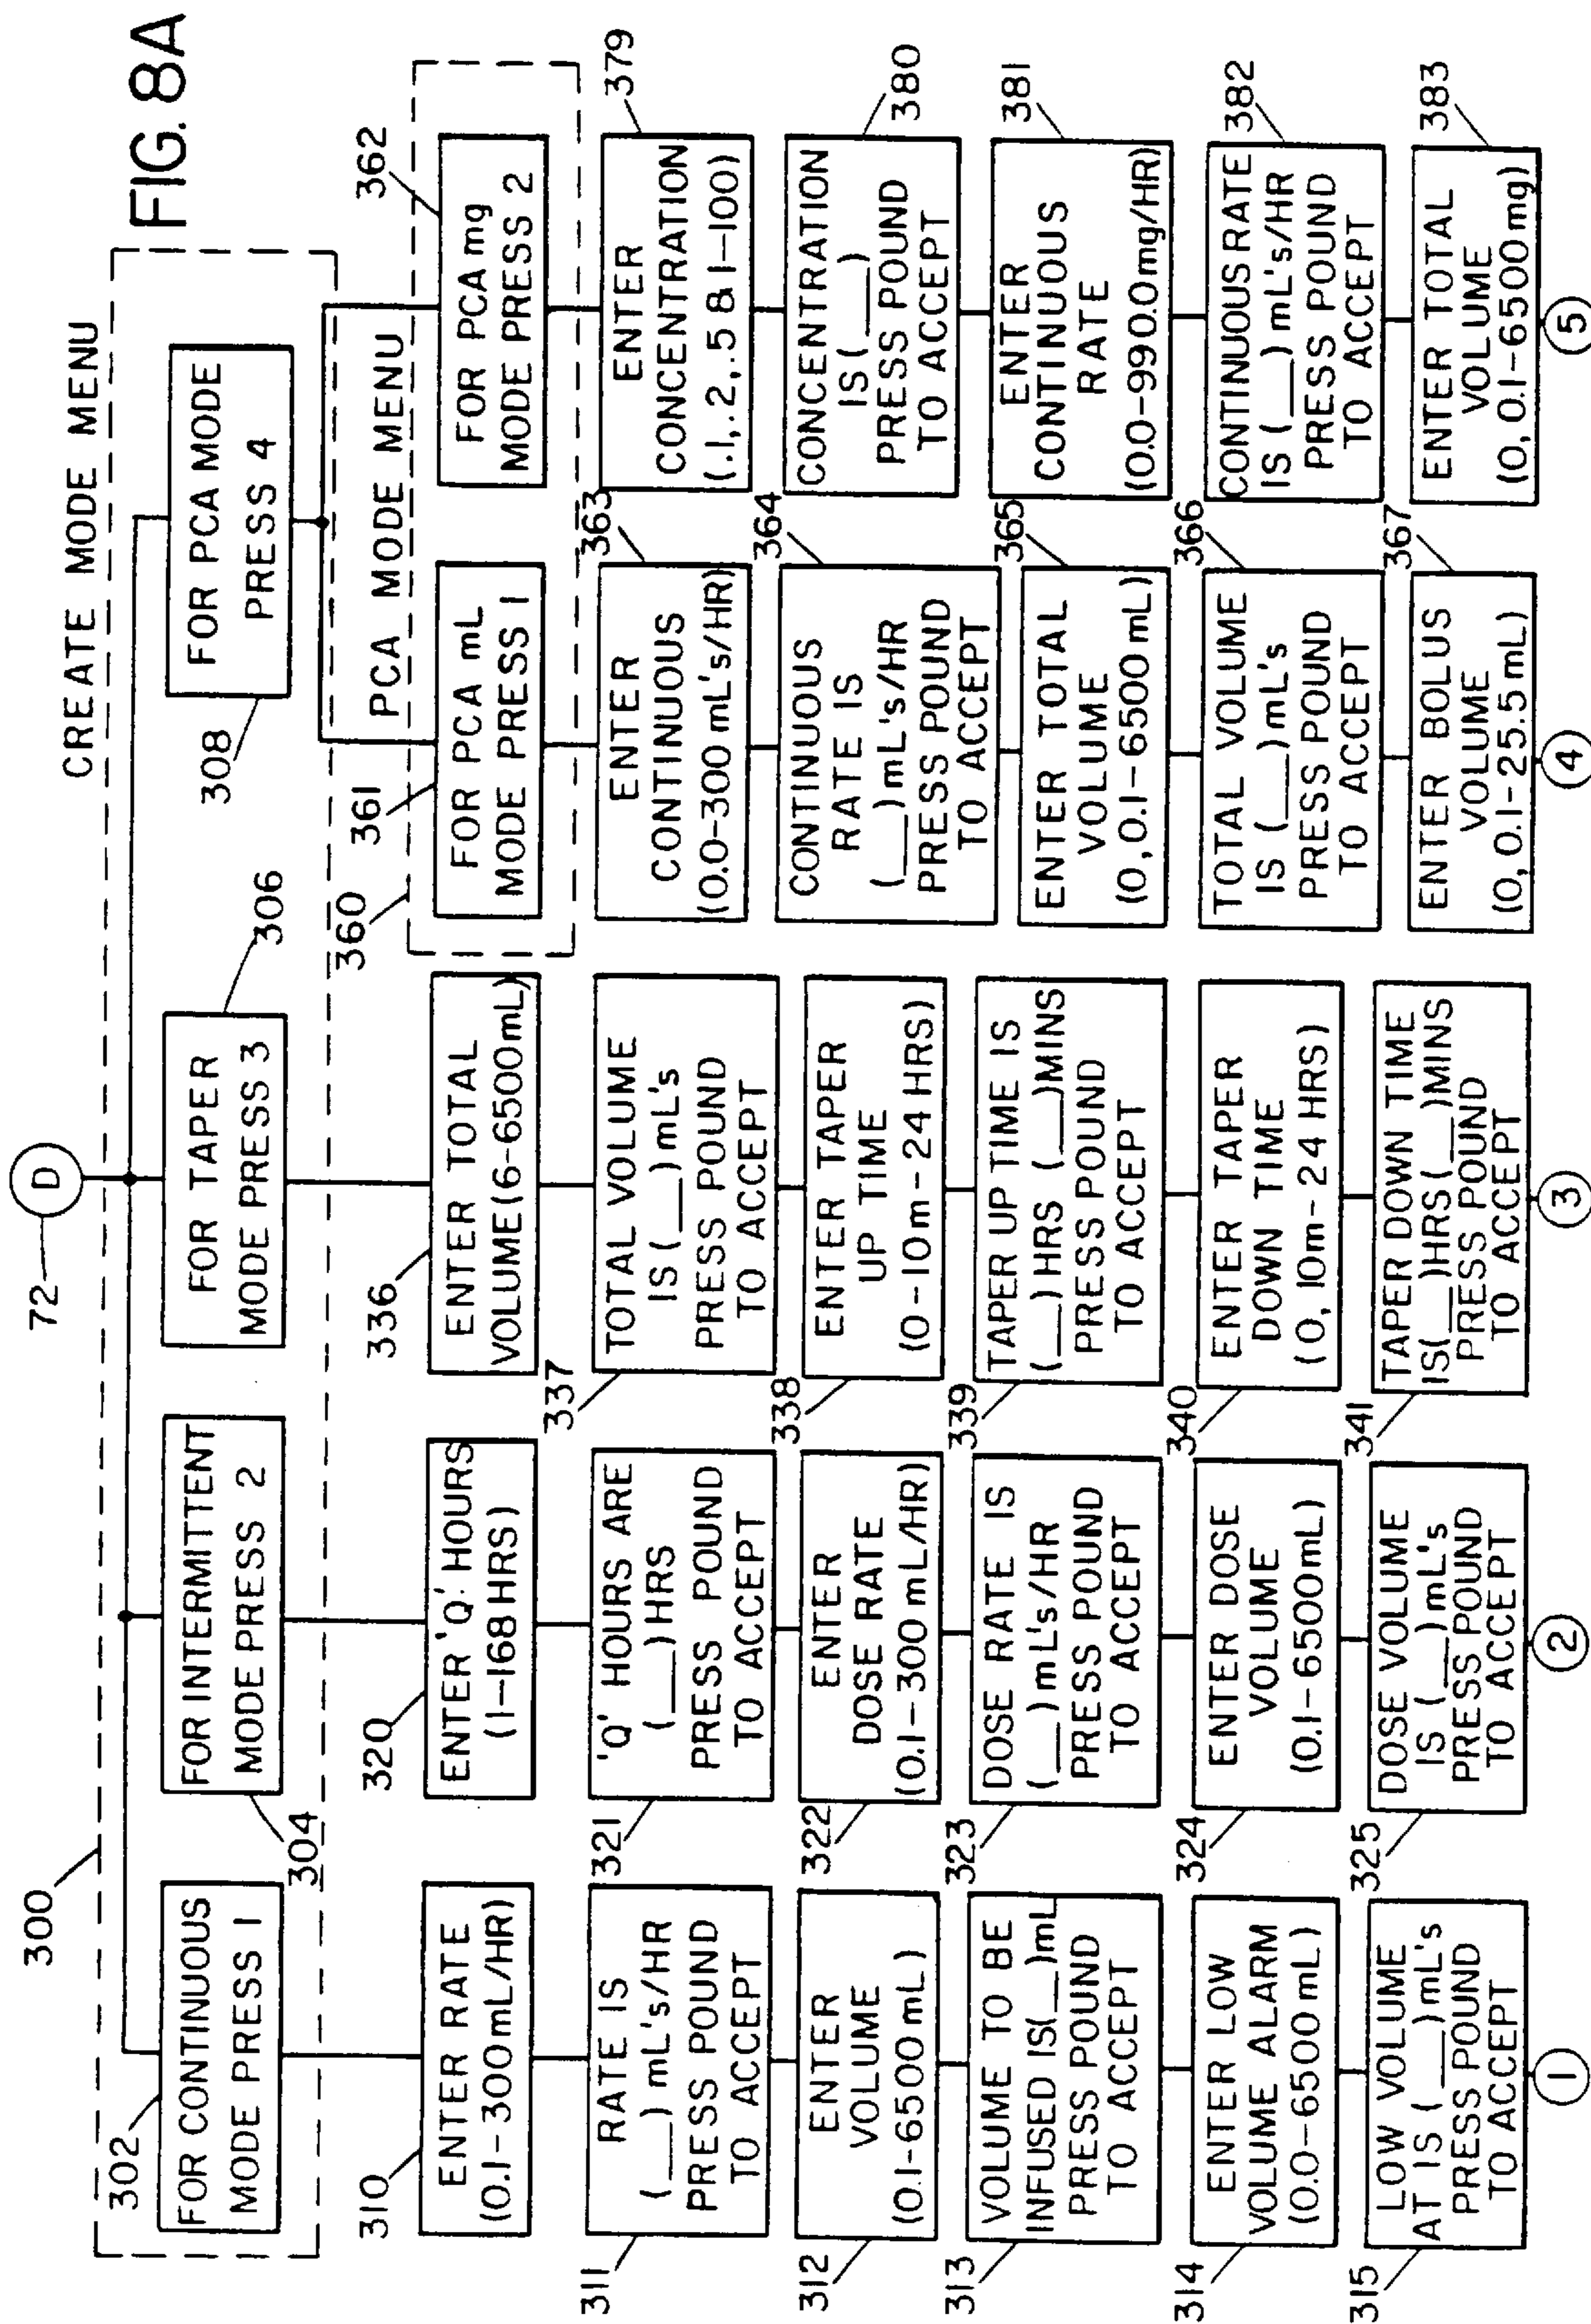 FIG. 8A
72
D
CREATE MODE MENU
300
302
FOR CONTINUOUS
MODE PRESS 1
304
FOR INTERMITTENT
MODE PRESS 2
306
FOR TAPER
MODE PRESS 3
308
FOR PCA MODE
PRESS 4
310
ENTER RATE
(0.1-300mL/HR)
311
RATE IS
(__) mL's/HR
PRESS POUND
TO ACCEPT
312
ENTER
VOLUME
(0.1-6500 mL)
313
VOLUME TO BE
INFUSED IS(__)mL
PRESS POUND
TO ACCEPT
314
ENTER LOW
VOLUME ALARM
(0.0-6500 mL)
315
LOW VOLUME
AT IS (__)mL's
PRESS POUND
TO ACCEPT
1
320
ENTER 'Q' HOURS
(1-168 HRS)
321
'Q' HOURS ARE
(__)HRS
PRESS POUND
TO ACCEPT
322
ENTER
DOSE RATE
(0.1-300 mL/HR)
323
DOSE RATE IS
(__)mL's/HR
PRESS POUND
TO ACCEPT
324
ENTER DOSE
VOLUME
(0.1-6500mL)
325
DOSE VOLUME
IS (__)mL's
PRESS POUND
TO ACCEPT
2
336
ENTER TOTAL
VOLUME(6-6500mL)
337
TOTAL VOLUME
IS (__)mL's
PRESS POUND
TO ACCEPT
338
ENTER TAPER
UP TIME
(0-10m-24 HRS)
339
TAPER UP TIME IS
(__)HRS (__)MINS
PRESS POUND
TO ACCEPT
340
ENTER TAPER
DOWN TIME
(0, 10m-24 HRS)
341
TAPER DOWN TIME
IS(__)HRS(__)MINS
PRESS POUND
TO ACCEPT
3
360
PCA MODE MENU
361
FOR PCA mL
MODE PRESS 1
362
FOR PCA mg
MODE PRESS 2
363
ENTER
CONTINUOUS
(0.0-300 mL's/HR)
364
CONTINUOUS
RATE IS
(__)mL's/HR
PRESS POUND
TO ACCEPT
365
ENTER TOTAL
VOLUME
(0, 0.1-6500 mL)
366
TOTAL VOLUME
IS (__)mL's
PRESS POUND
TO ACCEPT
367
ENTER BOLUS
VOLUME
(0, 0.1-25.5 mL)
4
379
ENTER
CONCENTRATION
(.1,.2,.5 & 1-100)
380
CONCENTRATION
IS(__)
PRESS POUND
TO ACCEPT
381
ENTER
CONTINUOUS
RATE
(0.0-990.0mg/HR)
382
CONTINUOUS RATE
IS (__) mL's/HR
PRESS POUND
TO ACCEPT
383
ENTER TOTAL
VOLUME
(0, 0.1-6500mg)
5